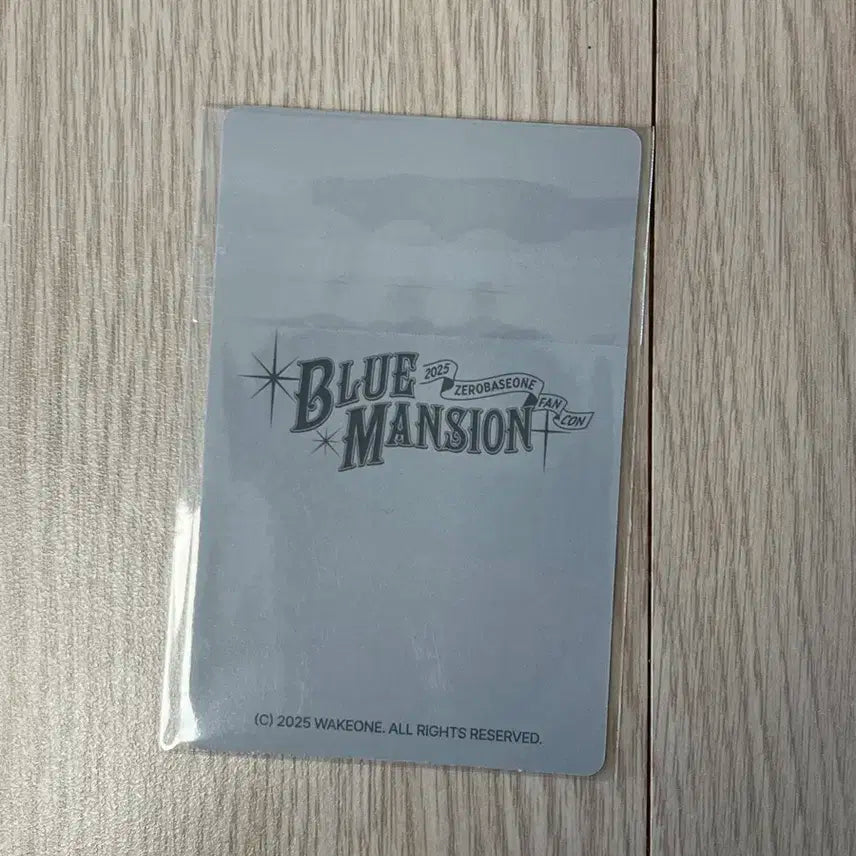 BLUE
MANSION
2025
ZEROBASEONE
FAN
CON
(C) 2025 WAKEONE. ALL RIGHTS RESERVED.